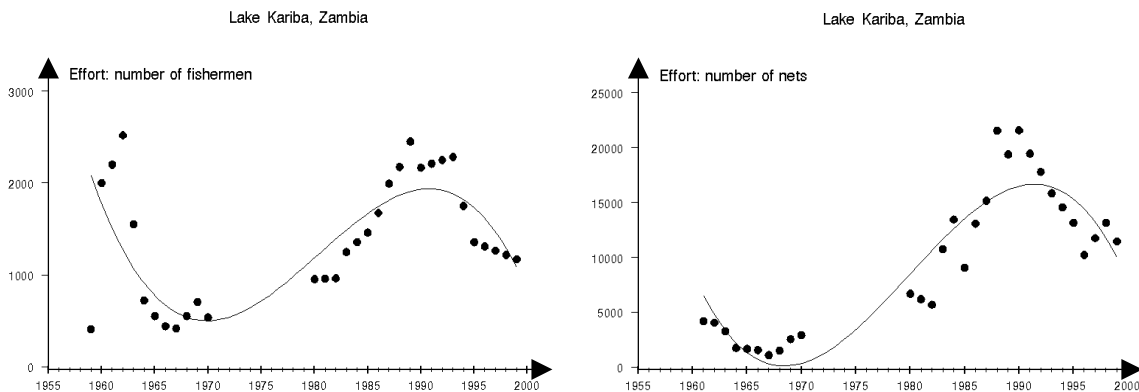 Lake Kariba, Zambia
Effort: number of fishermen
3000
2000
1000
0
1955 1960 1965 1970 1975 1980 1985 1990 1995 2000
Lake Kariba, Zambia
Effort: number of nets
25000
20000
15000
10000
5000
0
1955 1960 1965 1970 1975 1980 1985 1990 1995 2000